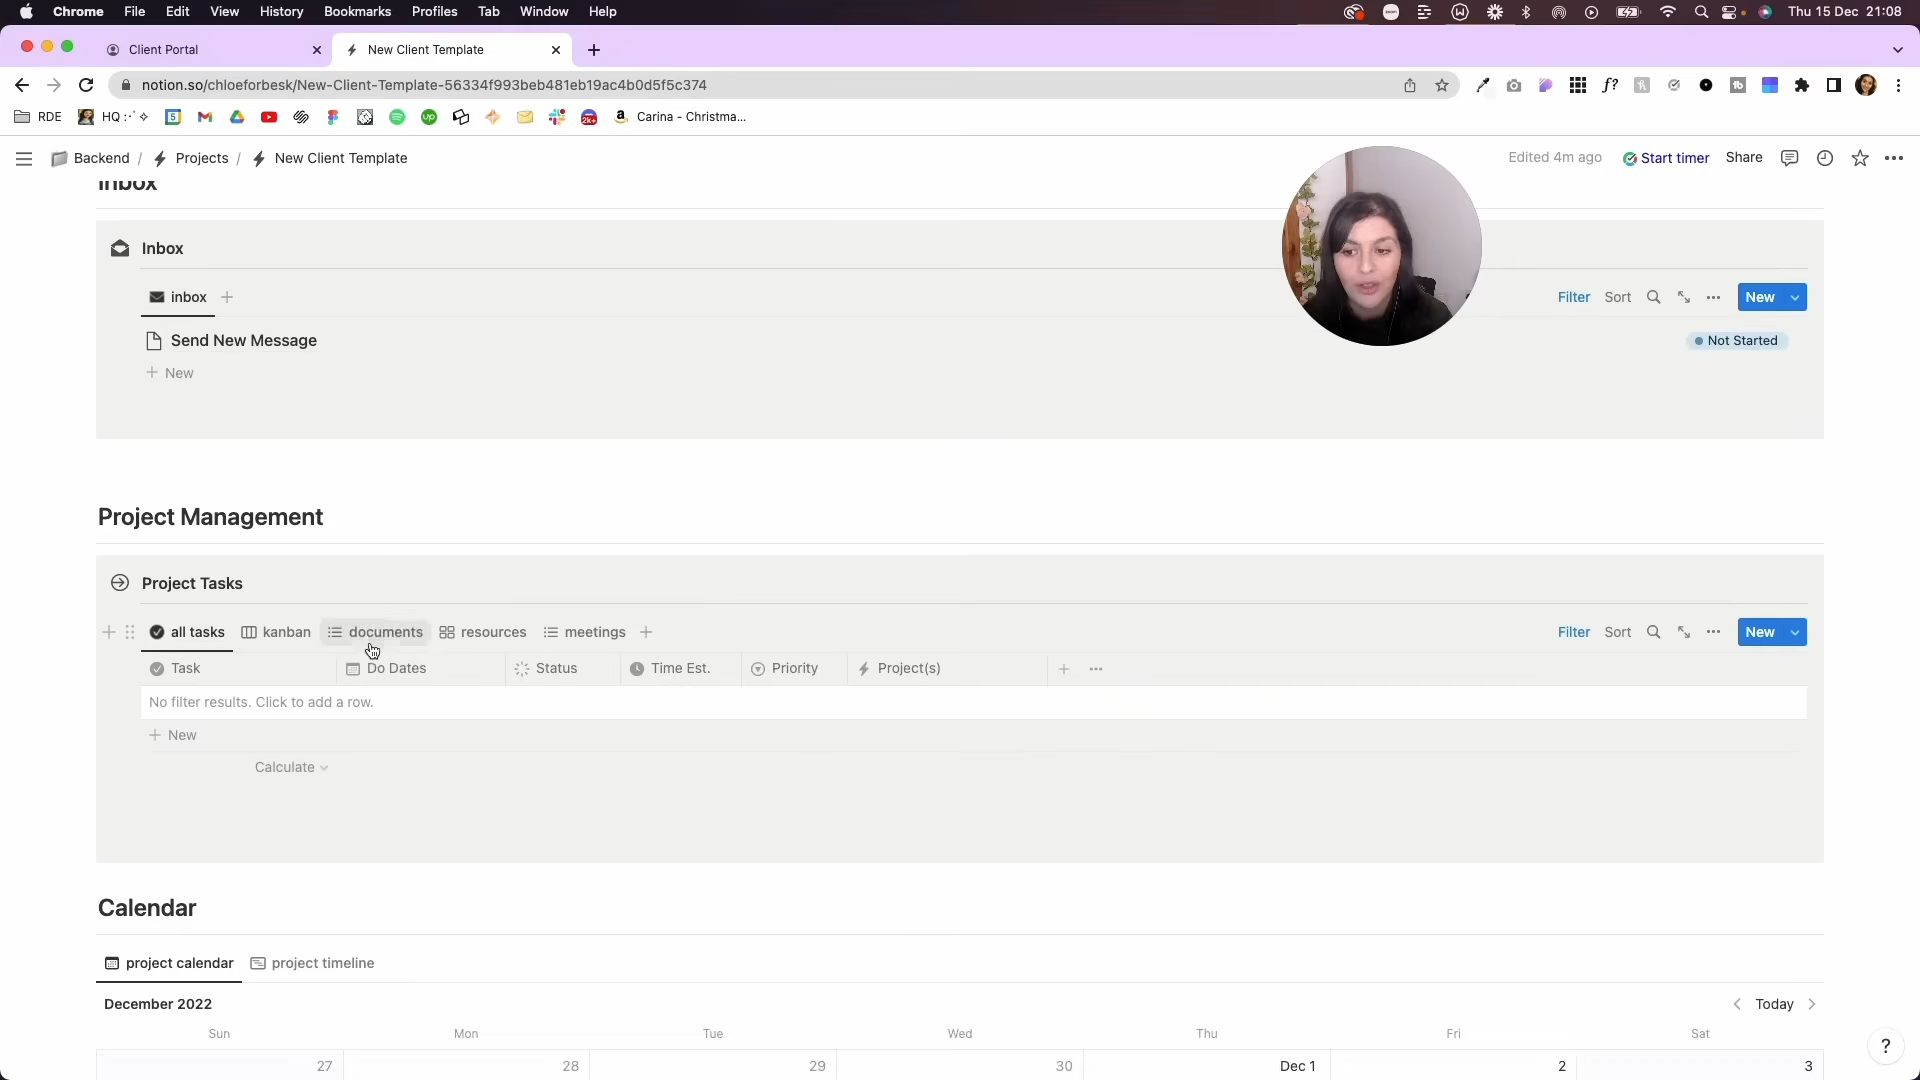 Chrome File Edit View History Bookmarks Profiles Tab Window Help Thu 15 Dec 21:08
Client Portal New Client Template
notion.so/chloeforbesk/New-Client-Template-56334f993beb481eb19ac4b0d5f5c374
RDE HQ :·˙✧ Carina - Christma...
Backend / Projects / New Client Template Edited 4m ago Start timer Share
Inbox
Inbox
inbox Filter Sort New
Send New Message Not Started
New
Project Management
Project Tasks
all tasks kanban documents resources meetings Filter Sort New
Task Do Dates Status Time Est. Priority Project(s)
No filter results. Click to add a row.
New
Calculate
Calendar
project calendar project timeline
December 2022 Today
Sun Mon Tue Wed Thu Fri Sat
27 28 29 30 Dec 1 2 3
?